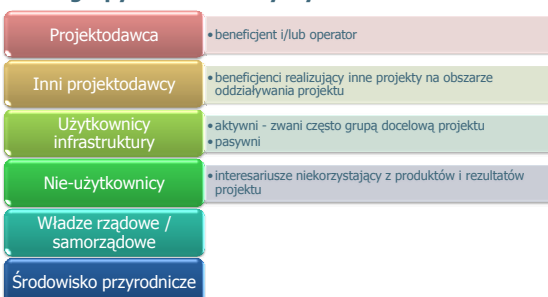 Projektodawca
•beneficjent i/lub operator
Inni projektodawcy
•beneficjenci realizujący inne projekty na obszarze
oddziaływania projektu
Użytkownicy
infrastruktury
•aktywni - zwani często grupą docelową projektu
•pasywni
Nie-użytkownicy
•interesariusze niekorzystający z produktów i rezultatów
projektu
Władze rządowe /
samorządowe
Środowisko przyrodnicze